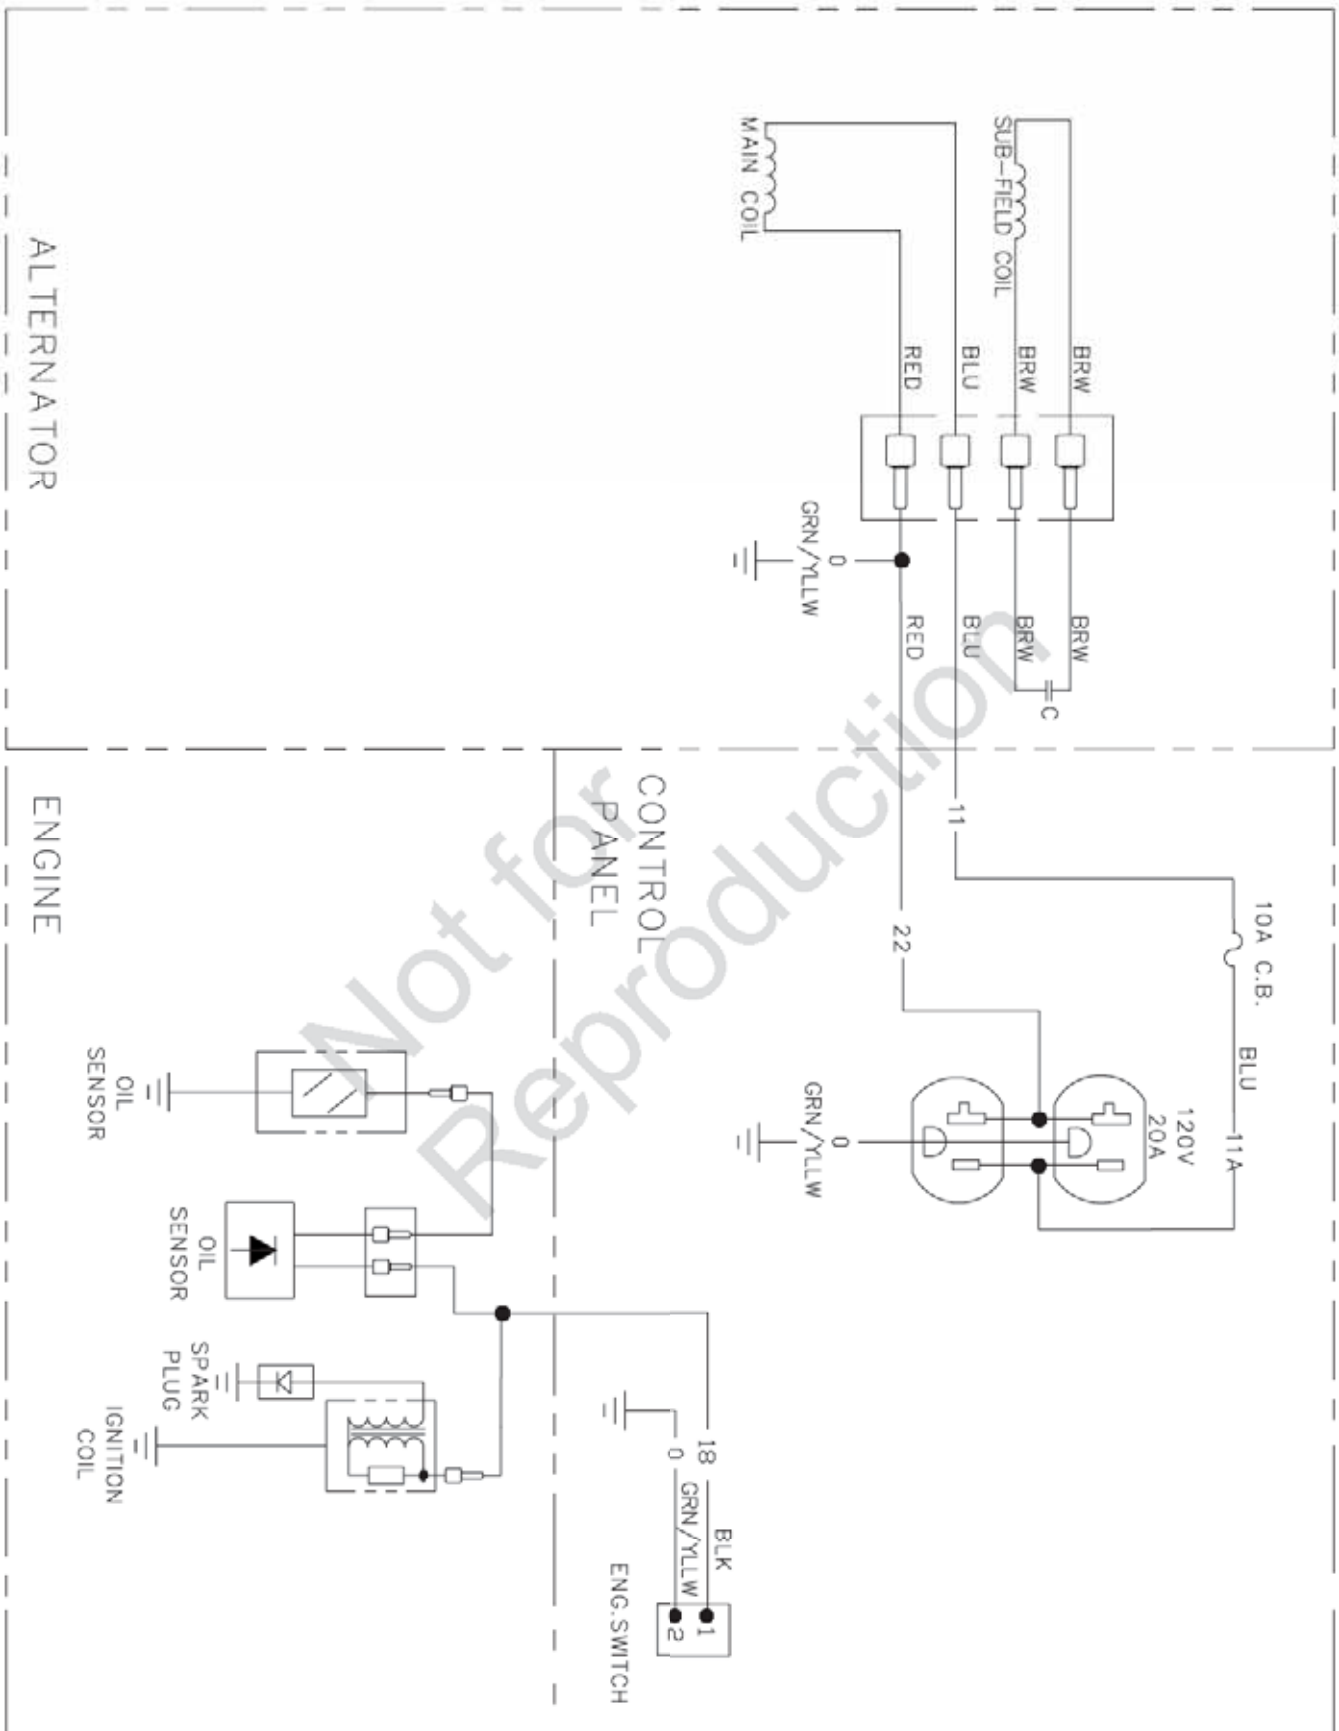 SUB-FIELD COIL
MAIN COIL
BRW
BRW
BLU
RED
0
GRN/YLLW
BRW
BRW
BLU
RED
C
ALTERNATOR
11
22
10A C.B.
BLU
11A
120V
20A
0
GRN/YLLW
CONTROL
PANEL
18
BLK
0
GRN/YLLW
1
2
ENG.SWITCH
OIL
SENSOR
OIL
SENSOR
SPARK
PLUG
IGNITION
COIL
ENGINE
Not for
Reproduction